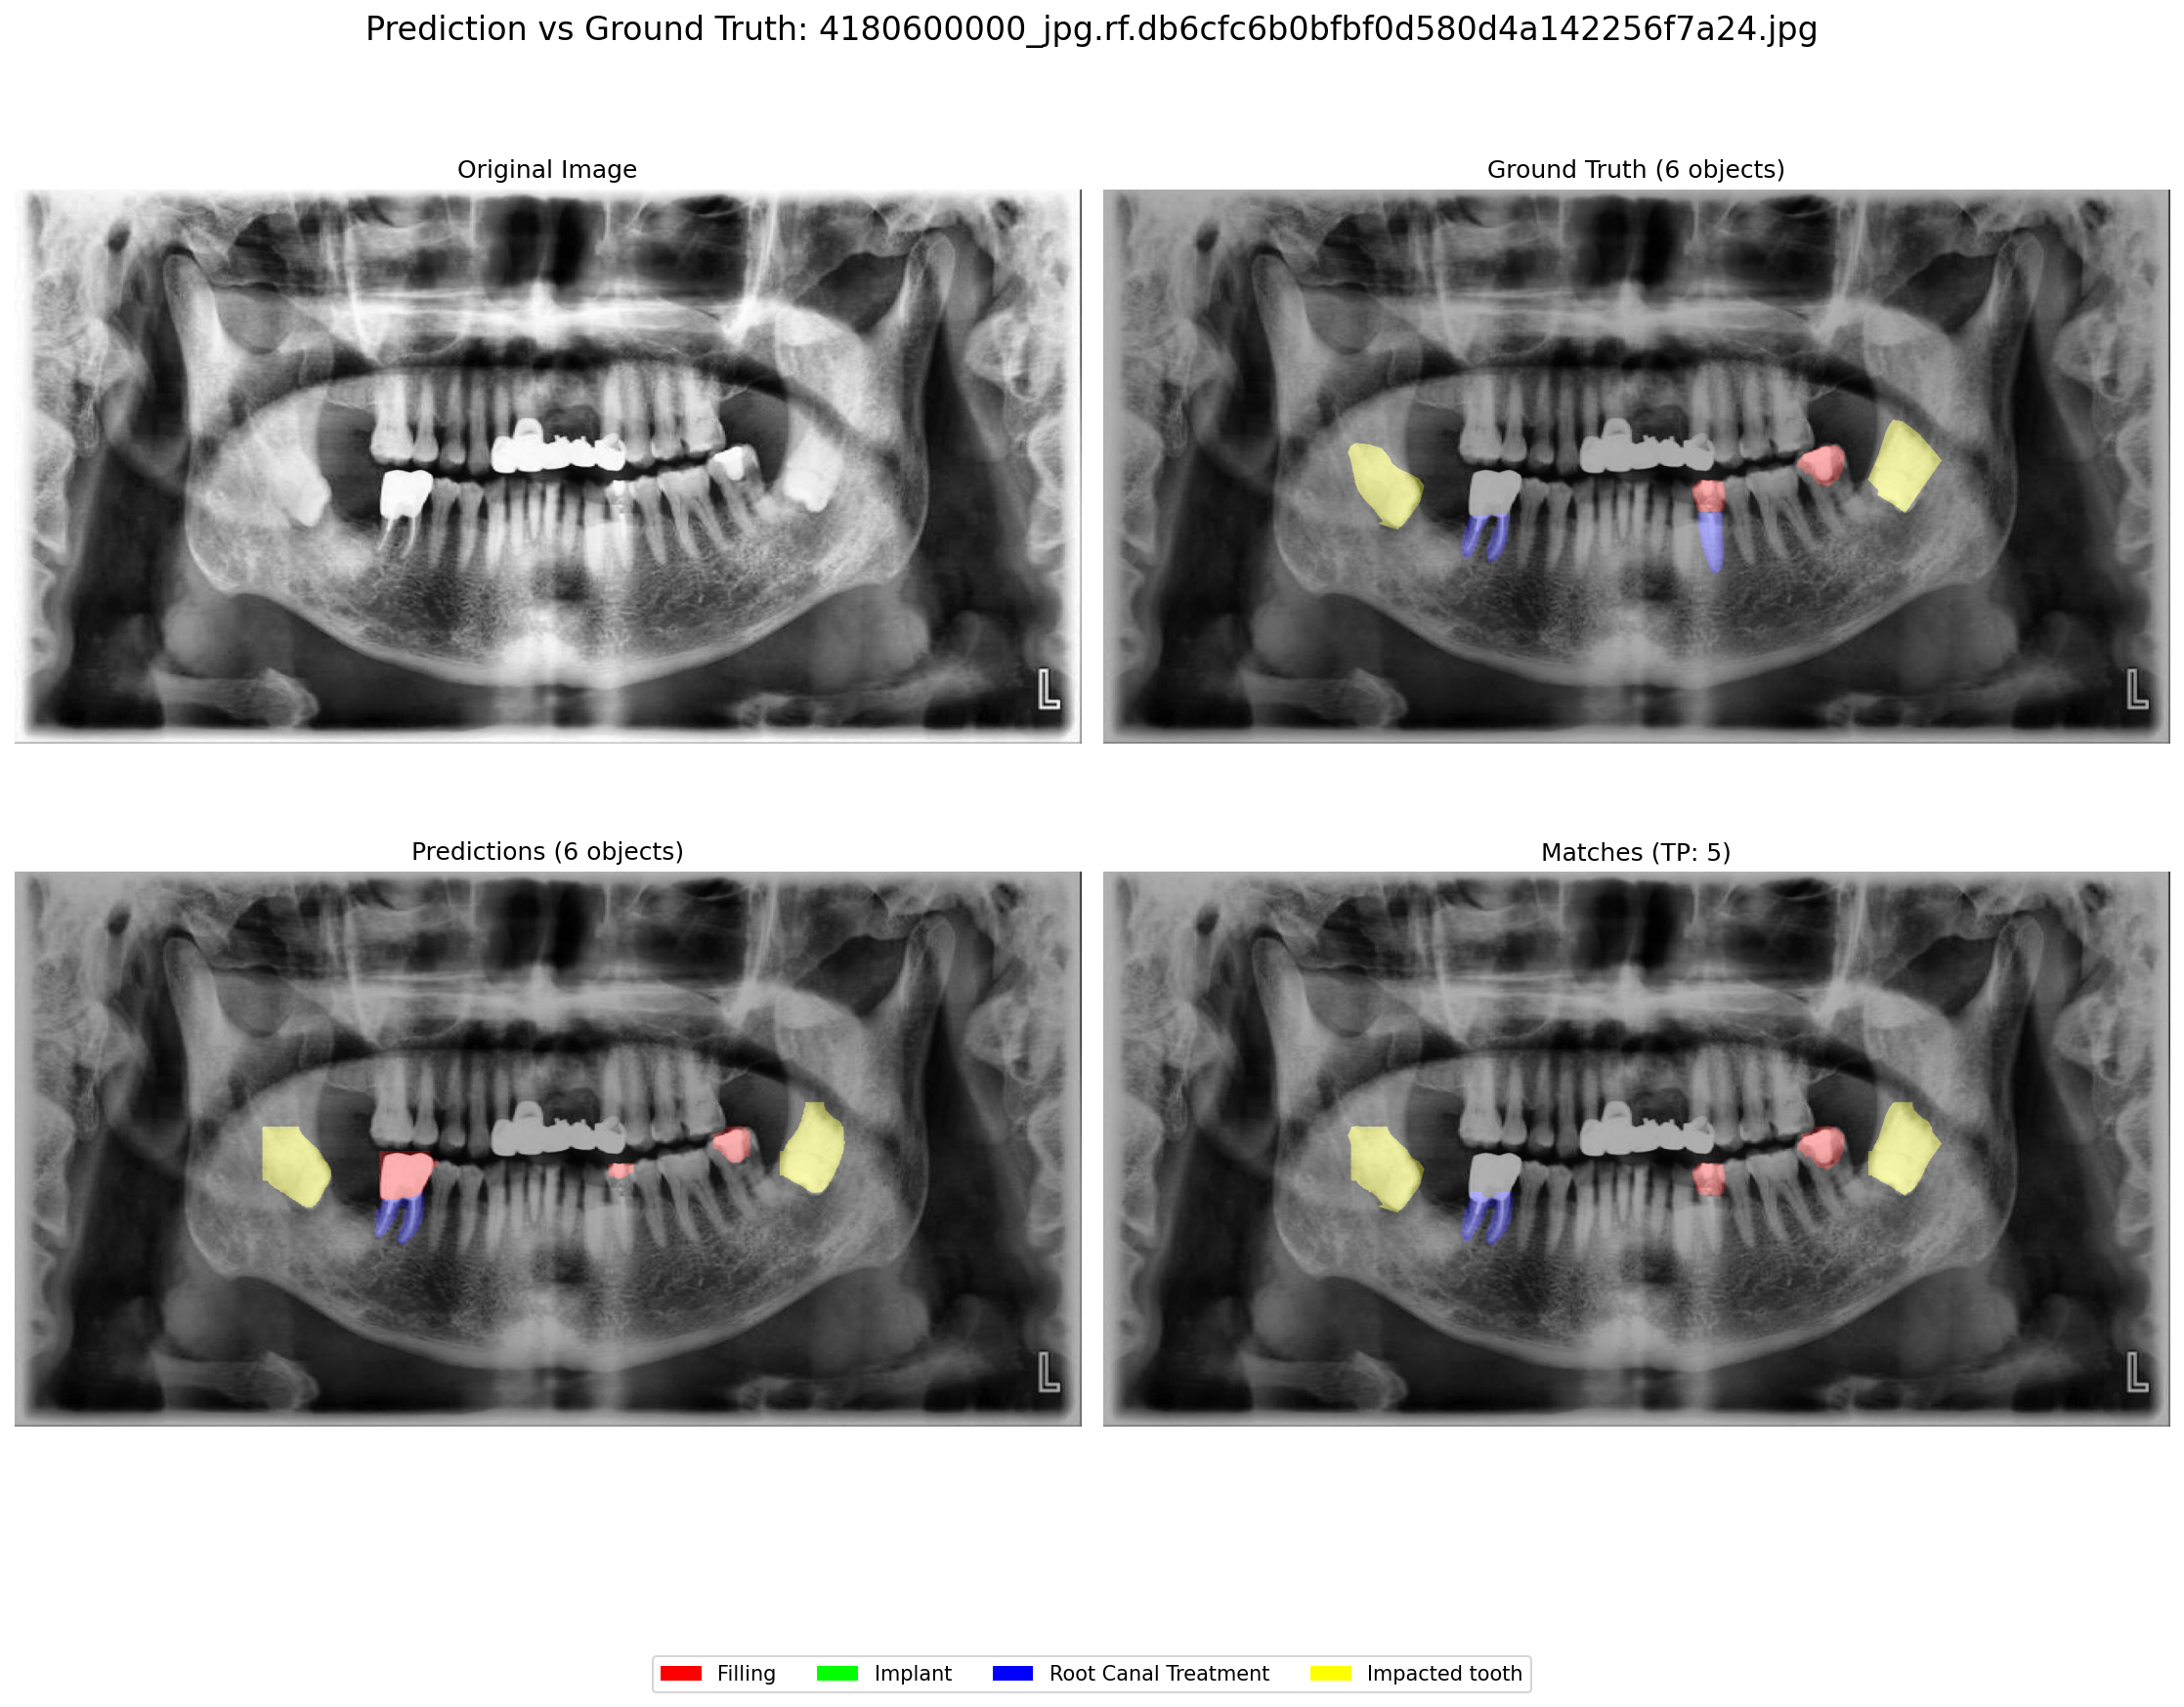 Prediction vs Ground Truth: 4180600000_jpg.rf.db6cfc6b0bfbf0d580d4a142256f7a24.jpg
Original Image
Ground Truth (6 objects)
L
L
Predictions (6 objects)
Matches (TP: 5)
L
L
Filling
Implant
Root Canal Treatment
Impacted tooth